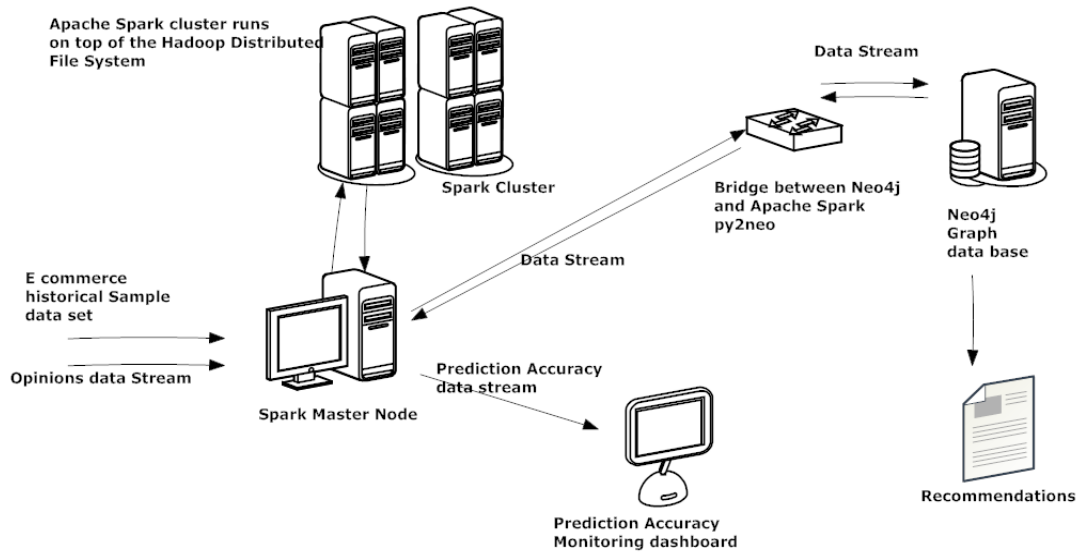 Apache Spark cluster runs
on top of the Hadoop Distributed
File System
Spark Cluster
Data Stream
Bridge between Neo4j
and Apache Spark
py2neo
Neo4j
Graph
data base
Data Stream
E commerce
historical Sample
data set
Opinions data Stream
Spark Master Node
Prediction Accuracy
data stream
Prediction Accuracy
Monitoring dashboard
Recommendations